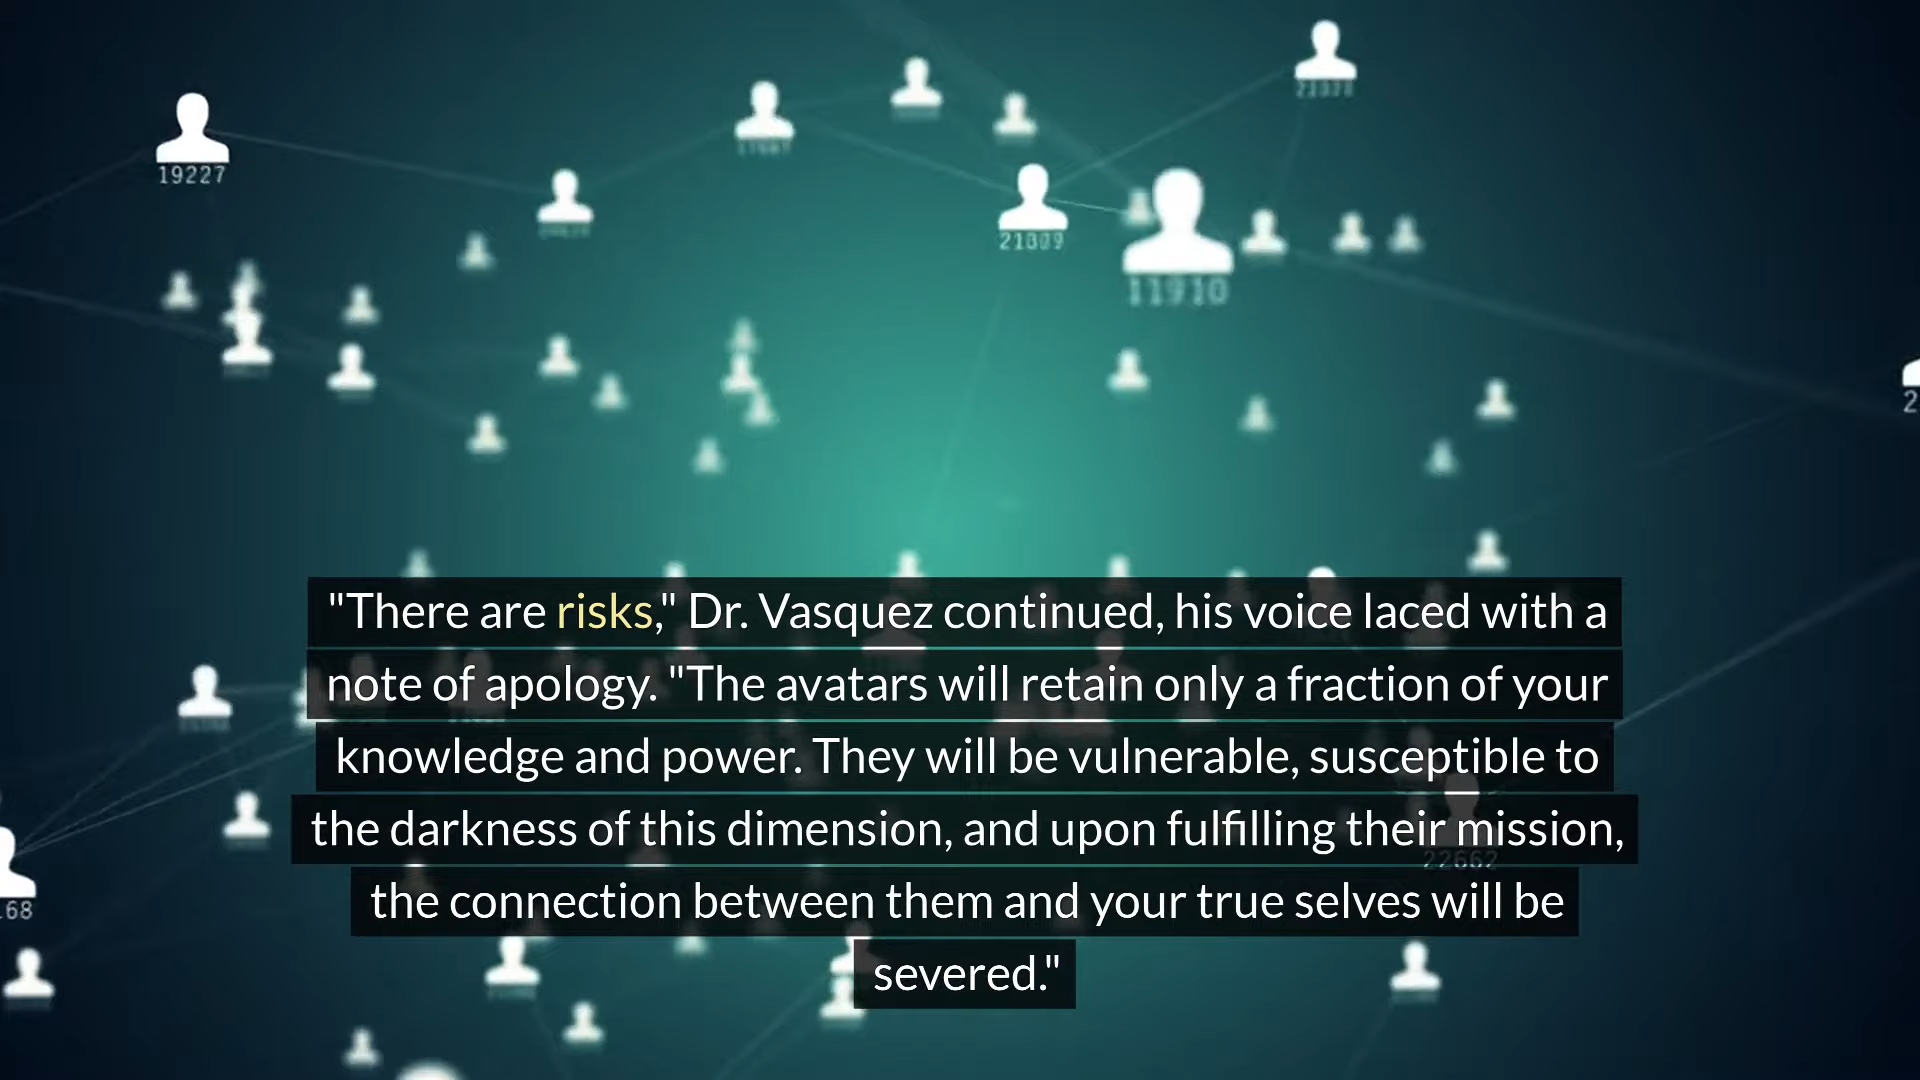 19227
21809
11910
"There are risks," Dr. Vasquez continued, his voice laced with a
note of apology. "The avatars will retain only a fraction of your
knowledge and power. They will be vulnerable, susceptible to
the darkness of this dimension, and upon fulfilling their mission,
22662
the connection between them and your true selves will be
68
severed."